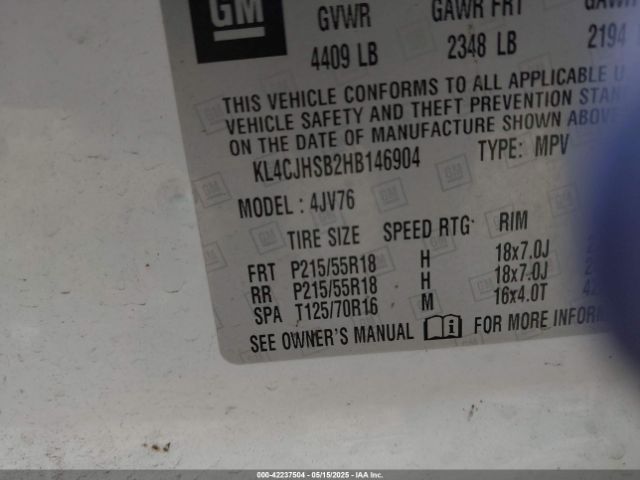 GM
GVWR GAWR FRT GAWR
4409 LB 2348 LB 2194
THIS VEHICLE CONFORMS TO ALL APPLICABLE
VEHICLE SAFETY AND THEFT PREVENTION
ON THE DATE OF MANUFACTURE SHOWN ABOVE
KL4CJHSB2HB146904 TYPE: MPV
MODEL: 4JV76
TIRE SIZE SPEED RTG RIM
FRT P215/55R18 H 18x7.0J
RR P215/55R18 H 18x7.0J
SPA T125/70R16 M 16x4.0T
SEE OWNER'S MANUAL FOR MORE
000-42237504 - 05/15/2025 - IAA Inc.